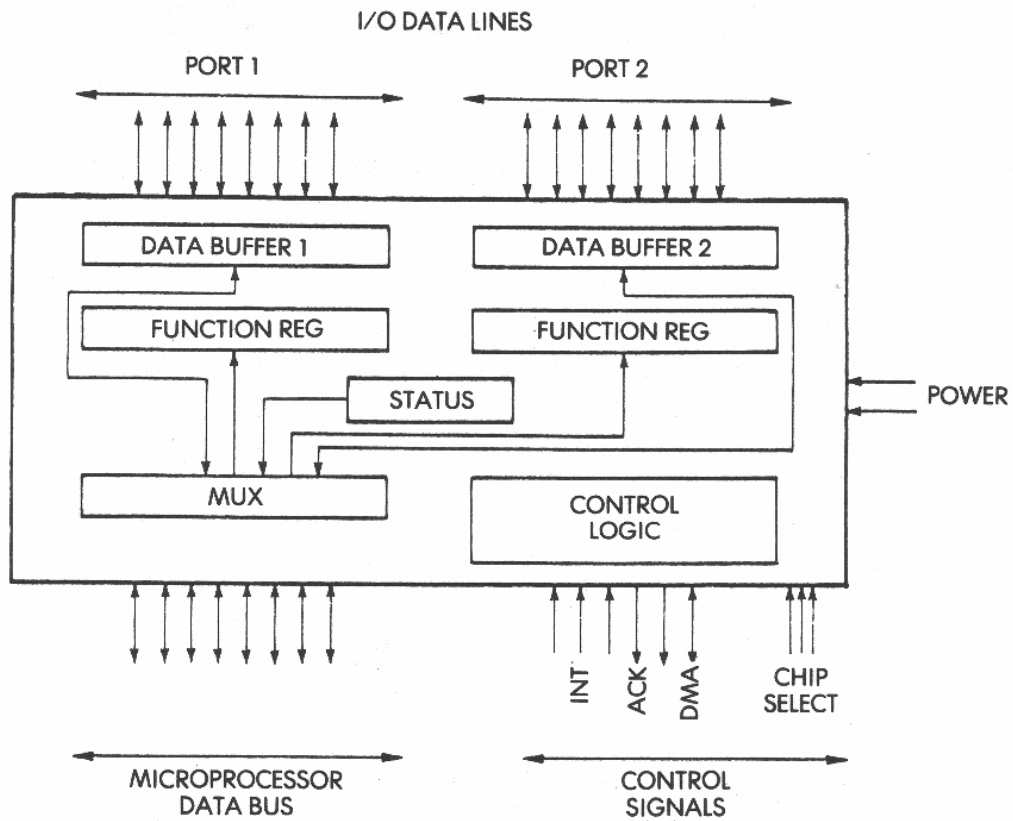 I/O DATA LINES
PORT 1
PORT 2
DATA BUFFER 1
DATA BUFFER 2
FUNCTION REG
FUNCTION REG
STATUS
POWER
MUX
CONTROL
LOGIC
INT
ACK
DMA
CHIP
SELECT
MICROPROCESSOR
DATA BUS
CONTROL
SIGNALS